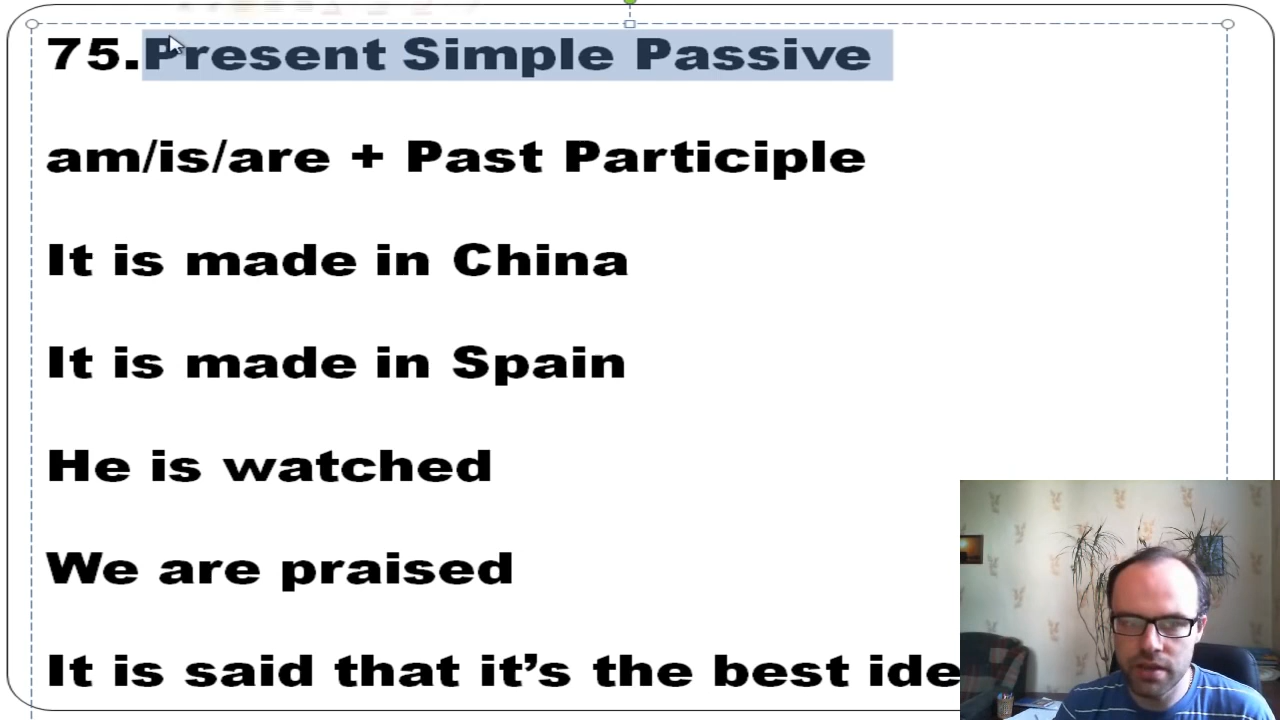 75.Present Simple Passive
am/is/are + Past Participle
It is made in China
It is made in Spain
He is watched
We are praised
It is said that it’s the best ide